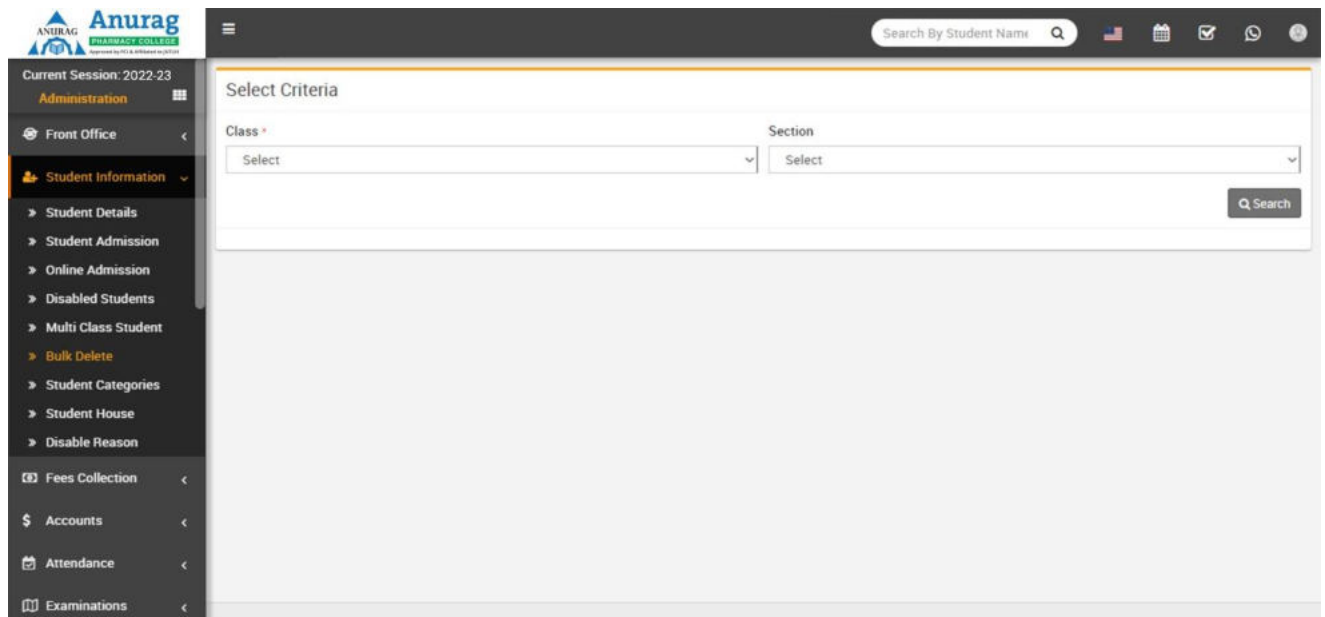 ANURAG
Anurag
PHARMACY COLLEGE
Search By Student Name
Current Session: 2022-23
Administration
Front Office
Student Information
Student Details
Student Admission
Online Admission
Disabled Students
Multi Class Student
Bulk Delete
Student Categories
Student House
Disable Reason
Fees Collection
$ Accounts
Attendance
Examinations
Select Criteria
Class *
Section
Select
Select
Search